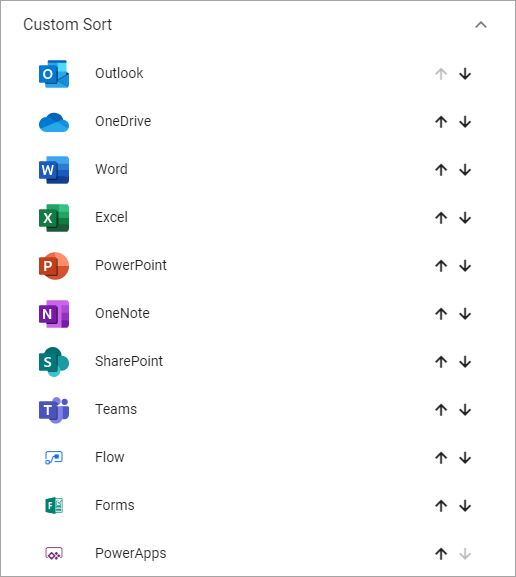 Custom Sort
Outlook
OneDrive
Word
Excel
PowerPoint
OneNote
SharePoint
Teams
Flow
Forms
PowerApps